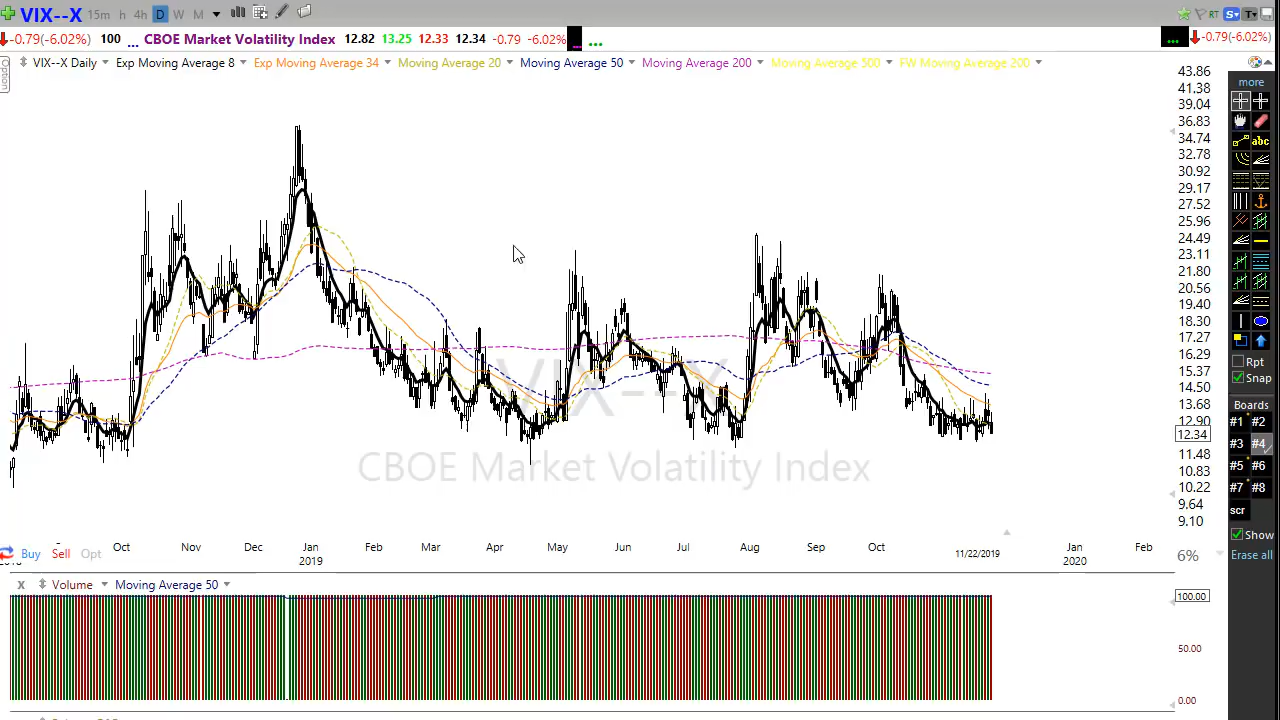 VIX--X 15m h 4h D W M RT S T
-0.79(-6.02%) 100 ... CBOE Market Volatility Index 12.82 13.25 12.33 12.34 -0.79 -6.02% ... ... ... -0.79(6.02%)
Option
VIX--X Daily Exp Moving Average 8 Exp Moving Average 34 Moving Average 20 Moving Average 50 Moving Average 200 Moving Average 500 FW Moving Average 200
43.86
41.38
39.04
36.83
34.74
32.78
30.92
29.17
27.52
25.96
24.49
23.11
21.80
20.56
19.40
18.30
17.27
16.29
15.37
14.50
13.68
12.90
12.34
11.48
10.83
10.22
9.64
9.10
more
abc
Rpt
Snap
Boards
#1 #2
#3 #4
#5 #6
#7 #8
scr
Show
Erase all
VIX--X
CBOE Market Volatility Index
Buy Sell Opt
Oct Nov Dec Jan Feb Mar Apr May Jun Jul Aug Sep Oct 11/22/2019 Jan Feb
2019 2020
6%
X Volume Moving Average 50
100.00
50.00
0.00